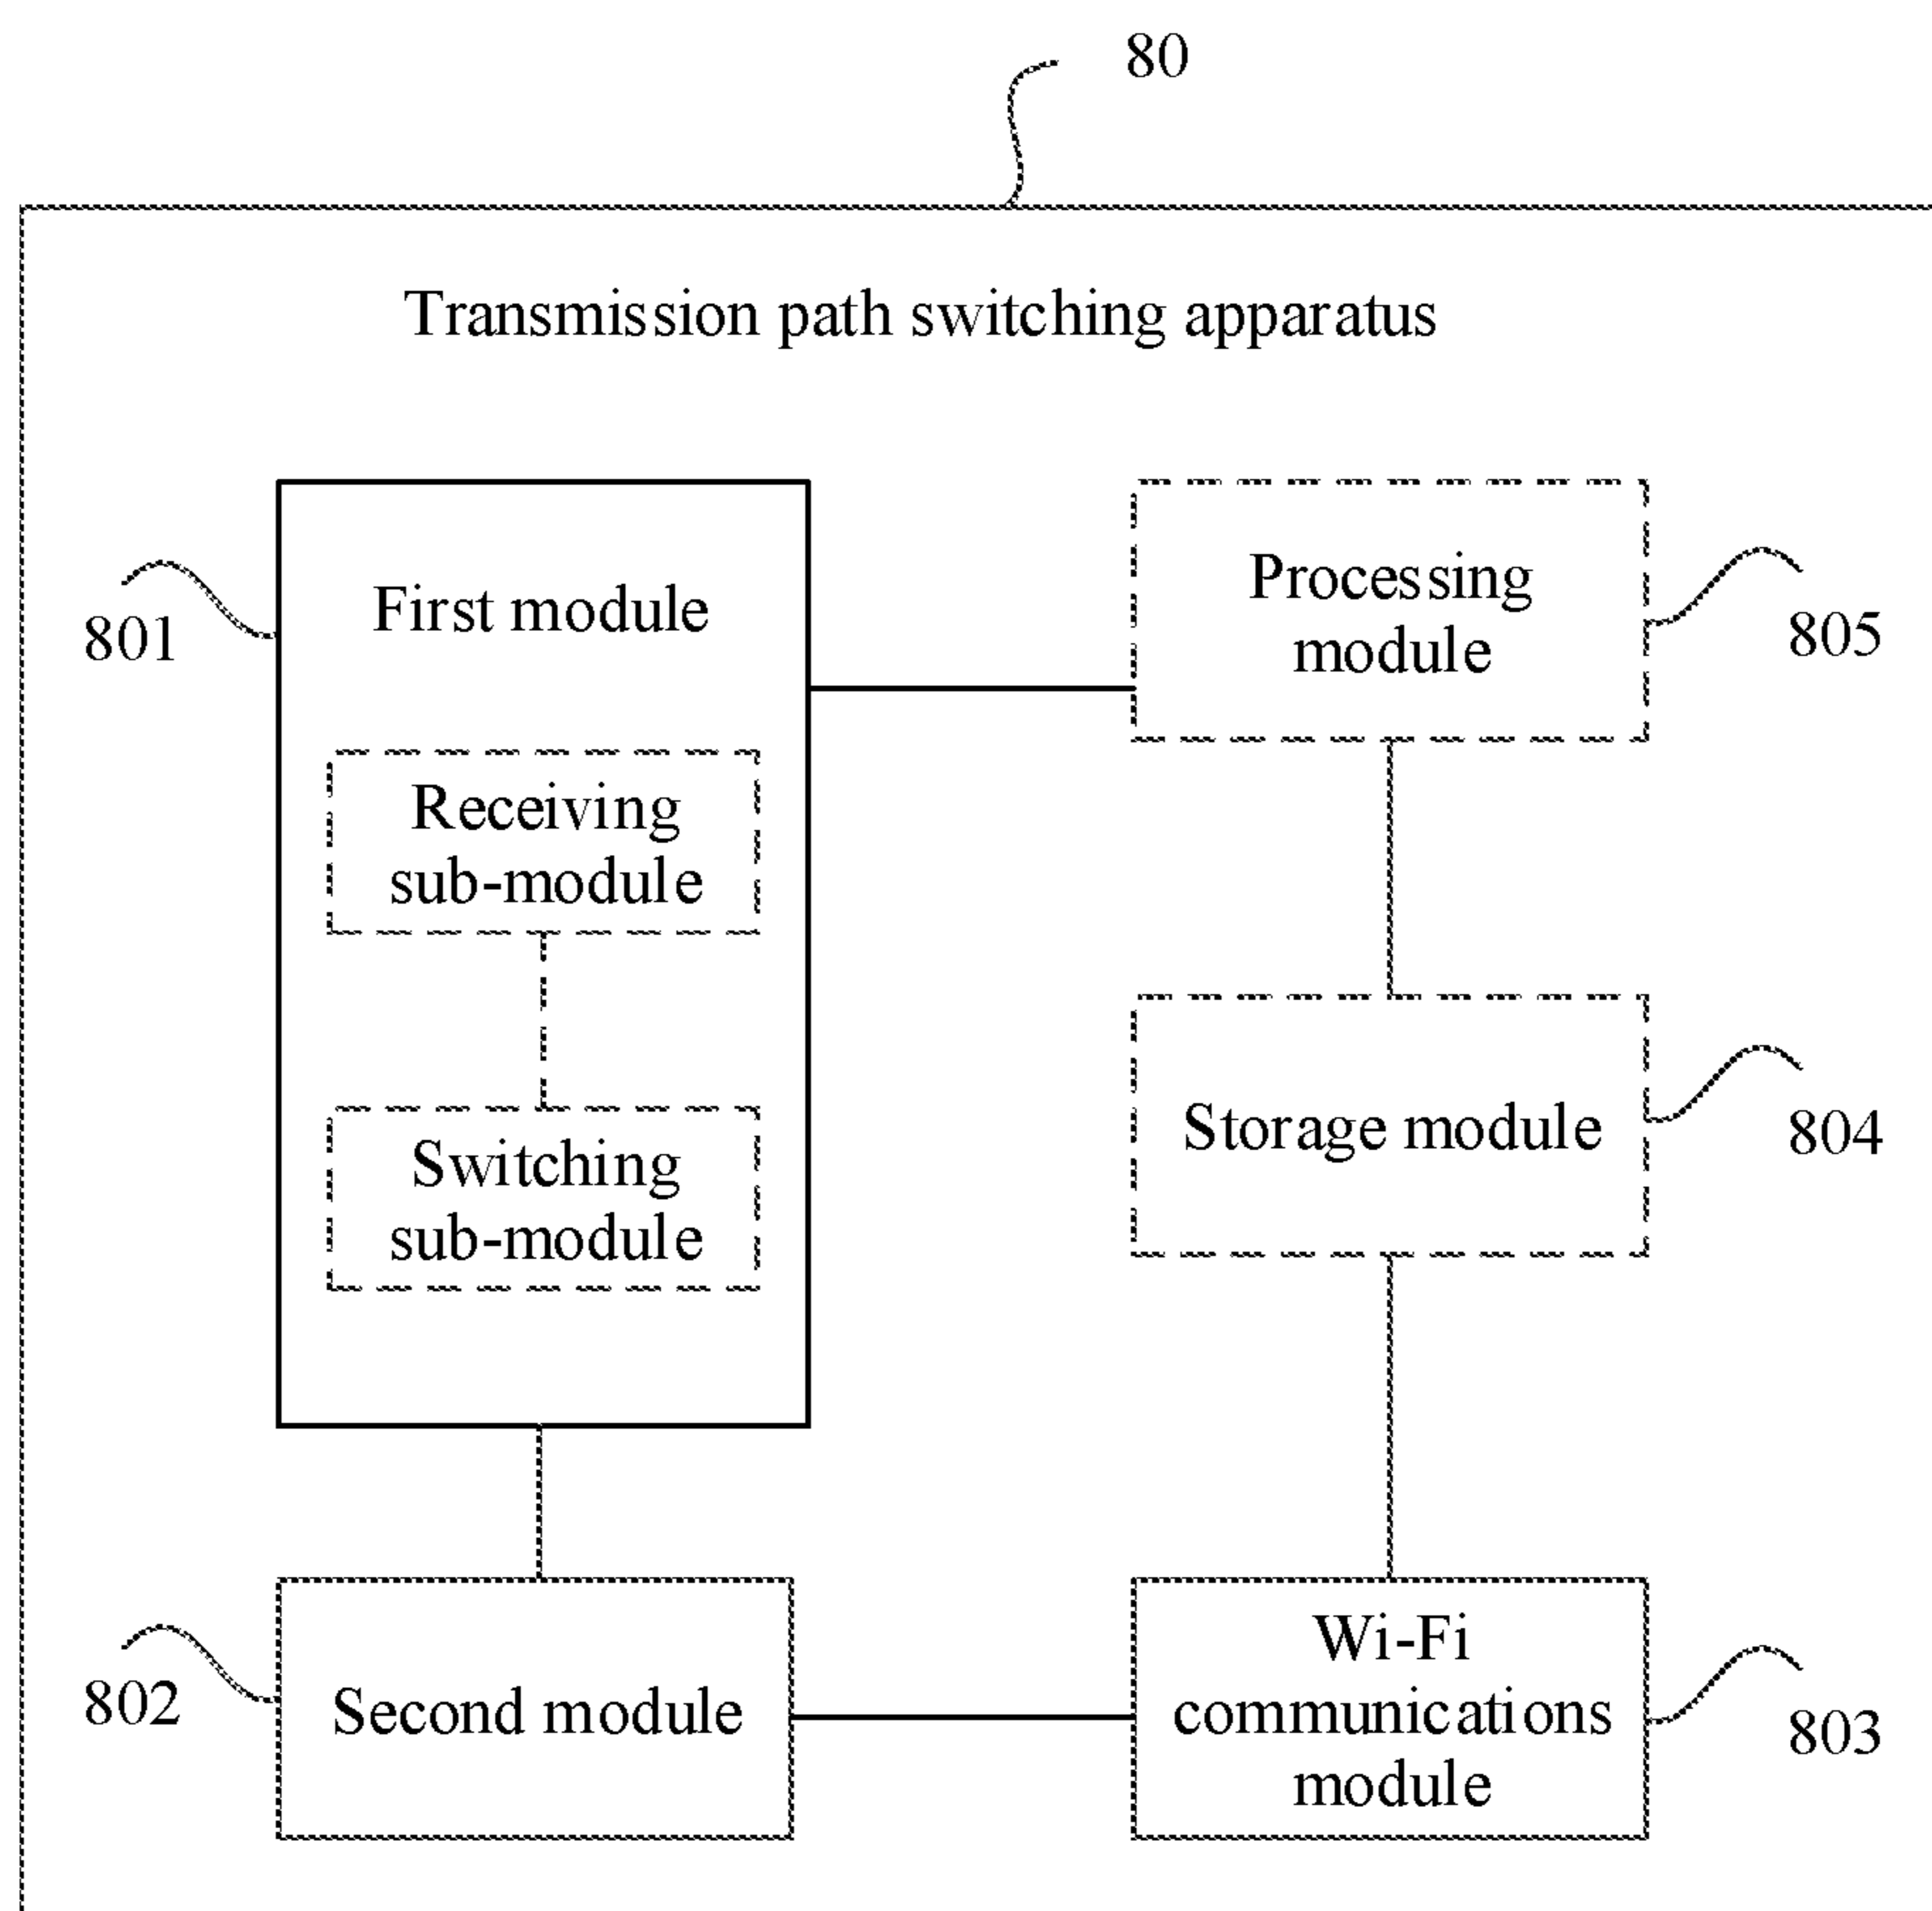 80
Transmission path switching apparatus
801
First module
Receiving
sub-module
Switching
sub-module
Processing
module
805
Storage module
804
802
Second module
Wi-Fi
communications
module
803